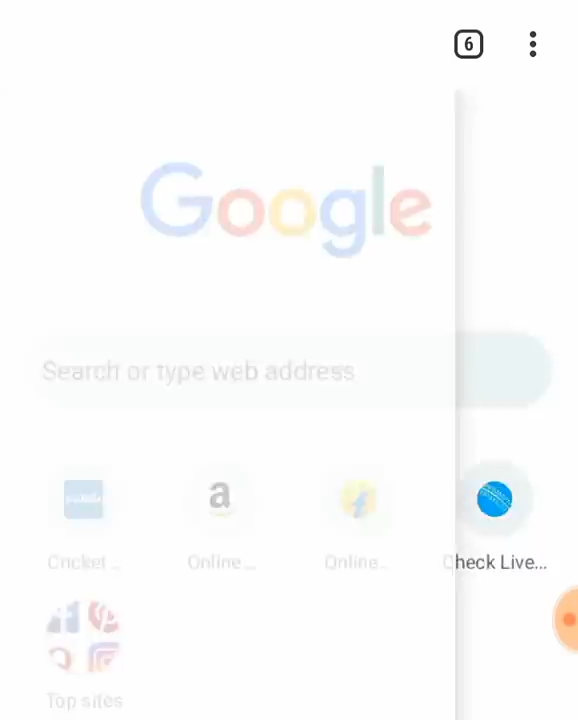 6
Google
Search or type web address
Cricket...
a
Online...
Online...
Check Live...
Top sites